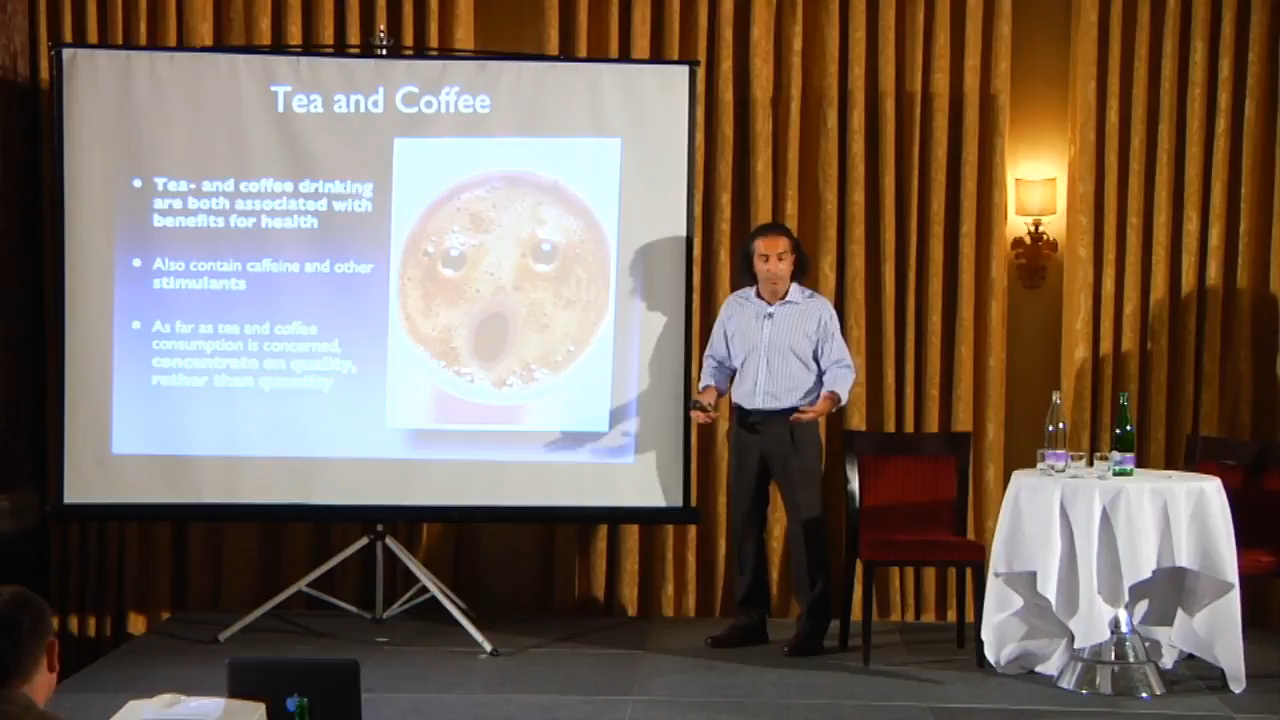 Tea and Coffee
• Tea- and coffee drinking
are both associated with
benefits for health
• Also contain caffeine and other
stimulants
• As far as tea and coffee
consumption is concerned,
concentrate on quality,
rather than quantity